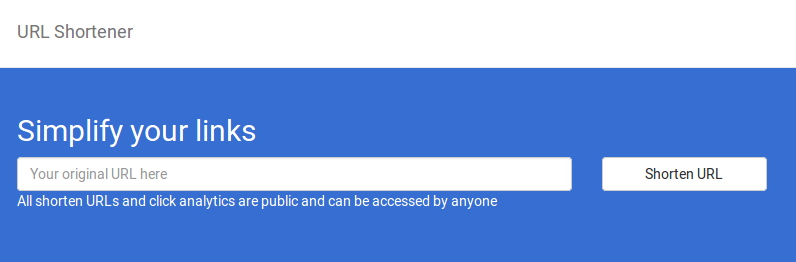 URL Shortener
Simplify your links
Your original URL here
Shorten URL
All shorten URLs and click analytics are public and can be accessed by anyone